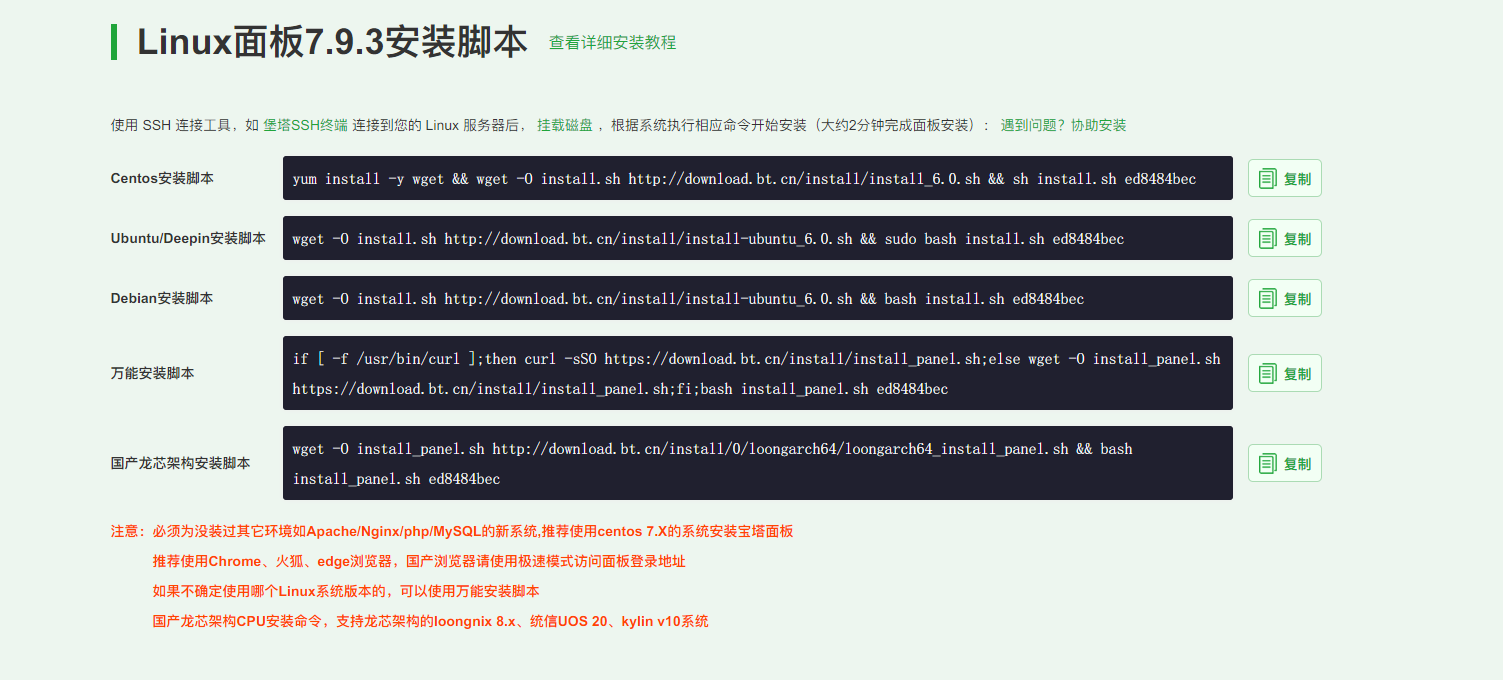 Linux面板7.9.3安装脚本 查看详细安装教程
使用 SSH 连接工具，如 堡塔SSH终端 连接到您的 Linux 服务器后， 挂载磁盘 ，根据系统执行相应命令开始安装（大约2分钟完成面板安装）： 遇到问题？协助安装
Centos安装脚本 yum install -y wget && wget -O install.sh http://download.bt.cn/install/install_6.0.sh && sh install.sh ed8484bec 复制
Ubuntu/Deepin安装脚本 wget -O install.sh http://download.bt.cn/install/install-ubuntu_6.0.sh && sudo bash install.sh ed8484bec 复制
Debian安装脚本 wget -O install.sh http://download.bt.cn/install/install-ubuntu_6.0.sh && bash install.sh ed8484bec 复制
万能安装脚本 if [ -f /usr/bin/curl ];then curl -sSO https://download.bt.cn/install/install_panel.sh;else wget -O install_panel.sh
https://download.bt.cn/install/install_panel.sh;fi;bash install_panel.sh ed8484bec 复制
国产龙芯架构安装脚本 wget -O install_panel.sh http://download.bt.cn/install/0/loongarch64/loongarch64_install_panel.sh && bash
install_panel.sh ed8484bec 复制
注意：必须为没装过其它环境如Apache/Nginx/php/MySQL的新系统,推荐使用centos 7.X的系统安装宝塔面板
推荐使用Chrome、火狐、edge浏览器，国产浏览器请使用极速模式访问面板登录地址
如果不确定使用哪个Linux系统版本的，可以使用万能安装脚本
国产龙芯架构CPU安装命令，支持龙芯架构的loongnix 8.x、统信UOS 20、kylin v10系统